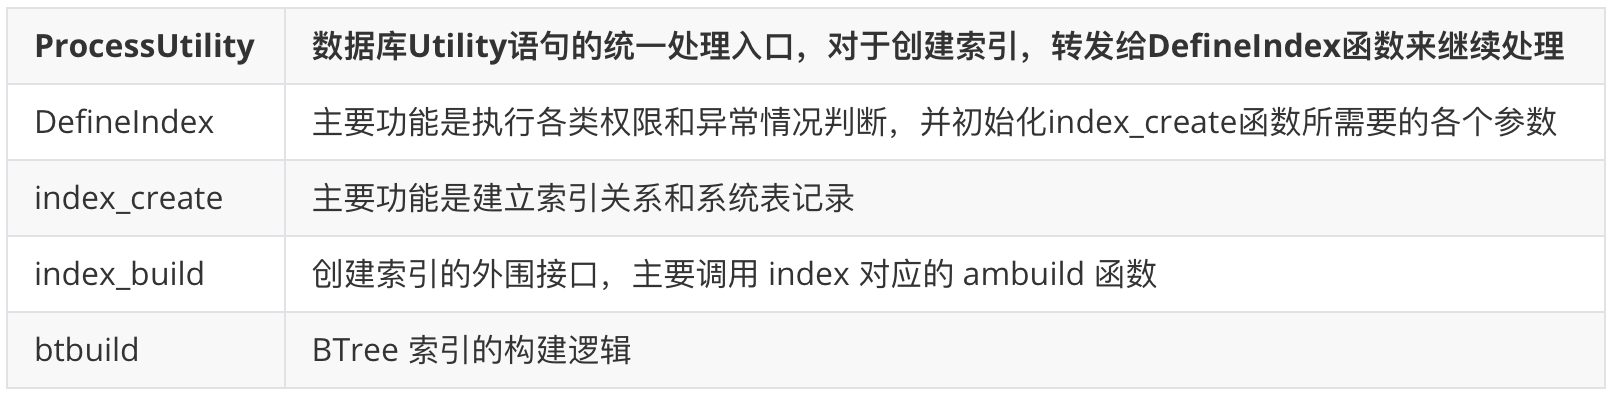 ProcessUtility 数据库Utility语句的统一处理入口，对于创建索引，转发给DefineIndex函数来继续处理
DefineIndex 主要功能是执行各类权限和异常情况判断，并初始化index_create函数所需要的各个参数
index_create 主要功能是建立索引关系和系统表记录
index_build 创建索引的外围接口，主要调用 index 对应的 ambuild 函数
btbuild BTree 索引的构建逻辑